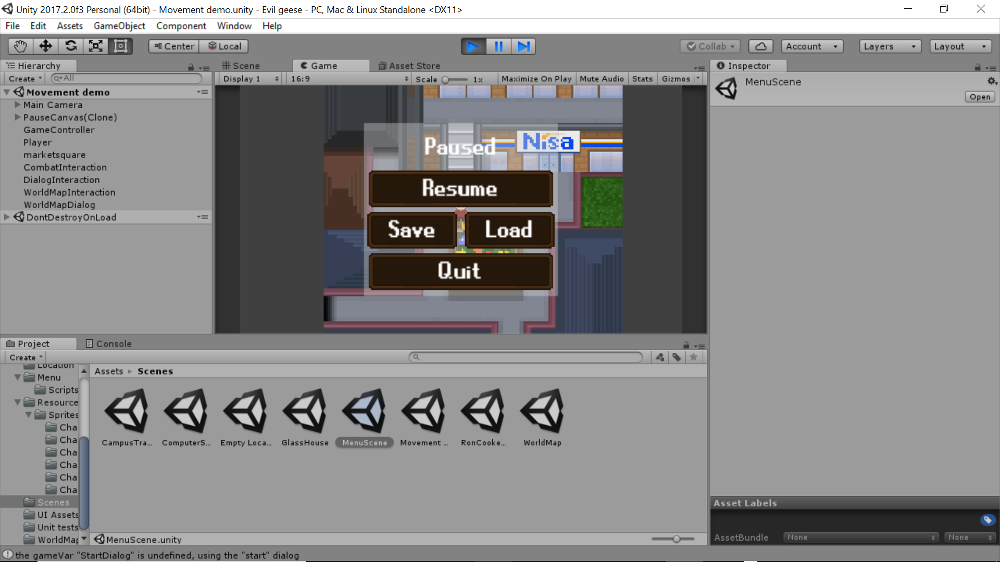 Unity 2017.2.0f3 Personal (64bit) - Movement demo.unity - Evil geese - PC, Mac & Linux Standalone <DX11>
File Edit Assets GameObject Component Window Help
Center Local Collab Account Layers Layout
Hierarchy
Create All
Movement demo
Main Camera
PauseCanvas(Clone)
GameController
Player
marketsquare
CombatInteraction
DialogInteraction
WorldMapInteraction
WorldMapDialog
DontDestroyOnLoad
Scene Game Asset Store
Display 1 16:9 Scale 1x Maximize On Play Mute Audio Stats Gizmos
Nisa
Paused
Resume
Save Load
Quit
Inspector
MenuScene
Open
Project Console
Create
Location
Menu
Scripts
Resource
Sprites
Cha
Cha
Cha
Cha
Cha
Cha
Scenes
UI Assets
Unit tests
WorldMap
Assets Scenes
CampusTra... ComputerS... Empty Loca... GlassHouse MenuScene Movement ... RonCooke... WorldMap
MenuScene.unity
Asset Labels
AssetBundle None None
the gameVar "StartDialog" is undefined, using the "start" dialog